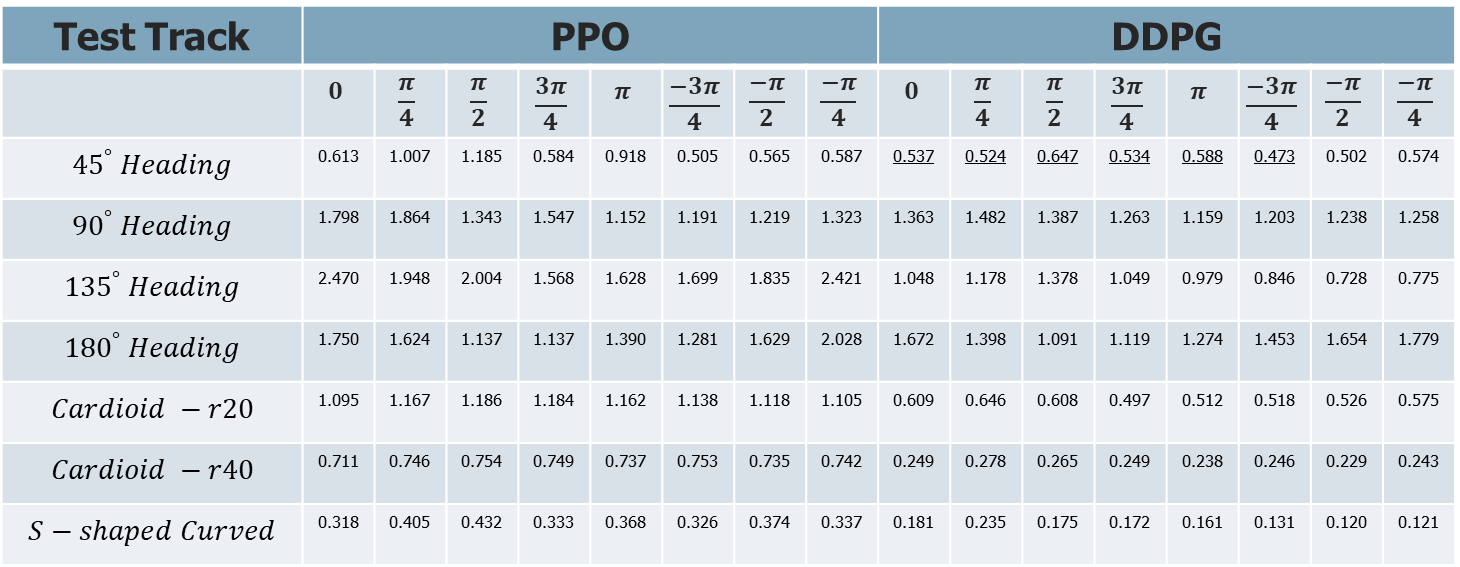 Test Track PPO DDPG
0 π/4 π/2 3π/4 π −3π/4 −π/2 −π/4 0 π/4 π/2 3π/4 π −3π/4 −π/2 −π/4
45° Heading 0.613 1.007 1.185 0.584 0.918 0.505 0.565 0.587 0.537 0.524 0.647 0.534 0.588 0.473 0.502 0.574
90° Heading 1.798 1.864 1.343 1.547 1.152 1.191 1.219 1.323 1.363 1.482 1.387 1.263 1.159 1.203 1.238 1.258
135° Heading 2.470 1.948 2.004 1.568 1.628 1.699 1.835 2.421 1.048 1.178 1.378 1.049 0.979 0.846 0.728 0.775
180° Heading 1.750 1.624 1.137 1.137 1.390 1.281 1.629 2.028 1.672 1.398 1.091 1.119 1.274 1.453 1.654 1.779
Cardioid − r20 1.095 1.167 1.186 1.184 1.162 1.138 1.118 1.105 0.609 0.646 0.608 0.497 0.512 0.518 0.526 0.575
Cardioid − r40 0.711 0.746 0.754 0.749 0.737 0.753 0.735 0.742 0.249 0.278 0.265 0.249 0.238 0.246 0.229 0.243
S − shaped Curved 0.318 0.405 0.432 0.333 0.368 0.326 0.374 0.337 0.181 0.235 0.175 0.172 0.161 0.131 0.120 0.121